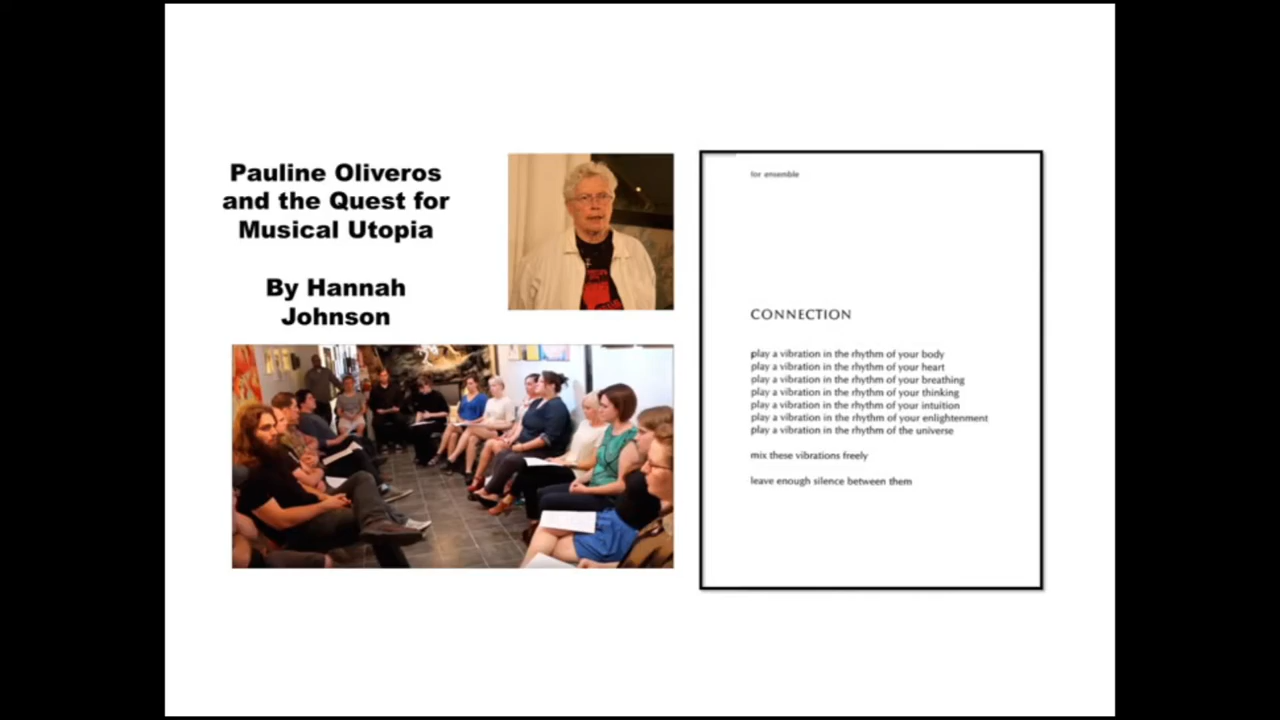 Pauline Oliveros
and the Quest for
Musical Utopia
By Hannah
Johnson
for ensemble
CONNECTION
play a vibration in the rhythm of your body
play a vibration in the rhythm of your heart
play a vibration in the rhythm of your breathing
play a vibration in the rhythm of your thinking
play a vibration in the rhythm of your intuition
play a vibration in the rhythm of your enlightenment
play a vibration in the rhythm of the universe
mix these vibrations freely
leave enough silence between them